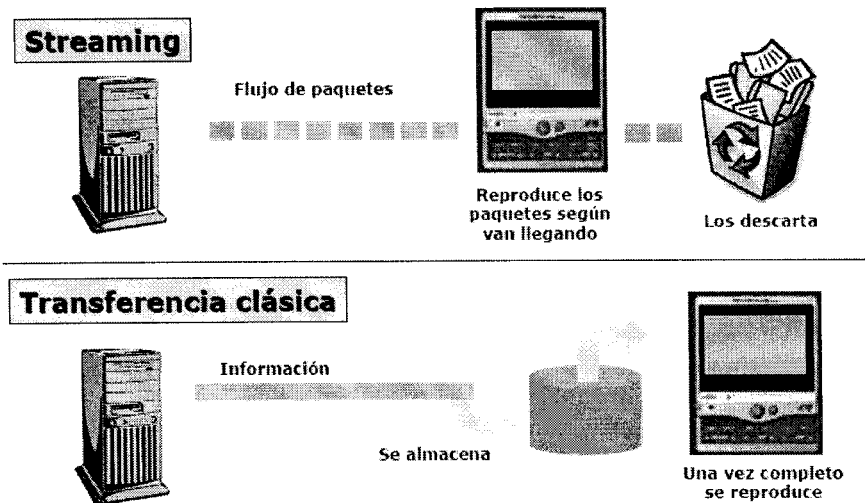 Streaming
Flujo de paquetes
Reproduce los
paquetes según
van llegando
Los descarta
Transferencia clásica
Información
Se almacena
Una vez completo
se reproduce